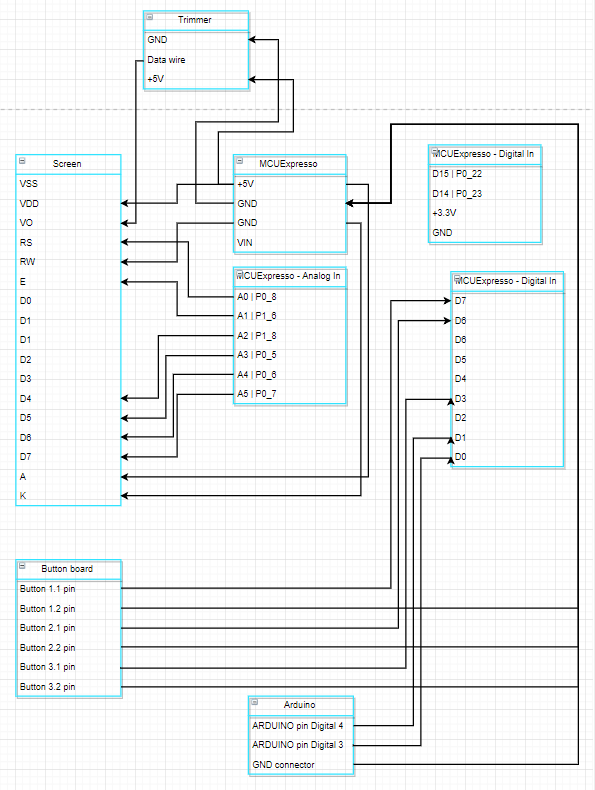 Trimmer
GND
Data wire
+5V
Screen
VSS
VDD
VO
RS
RW
E
D0
D1
D1
D2
D3
D4
D5
D6
D7
A
K
MCUExpresso
+5V
GND
GND
VIN
MCUExpresso - Analog In
A0 | P0_8
A1 | P1_6
A2 | P1_8
A3 | P0_5
A4 | P0_6
A5 | P0_7
MCUExpresso - Digital In
D15 | P0_22
D14 | P0_23
+3.3V
GND
MCUExpresso - Digital In
D7
D6
D6
D5
D4
D3
D2
D1
D0
Button board
Button 1.1 pin
Button 1.2 pin
Button 2.1 pin
Button 2.2 pin
Button 3.1 pin
Button 3.2 pin
Arduino
ARDUINO pin Digital 4
ARDUINO pin Digital 3
GND connector